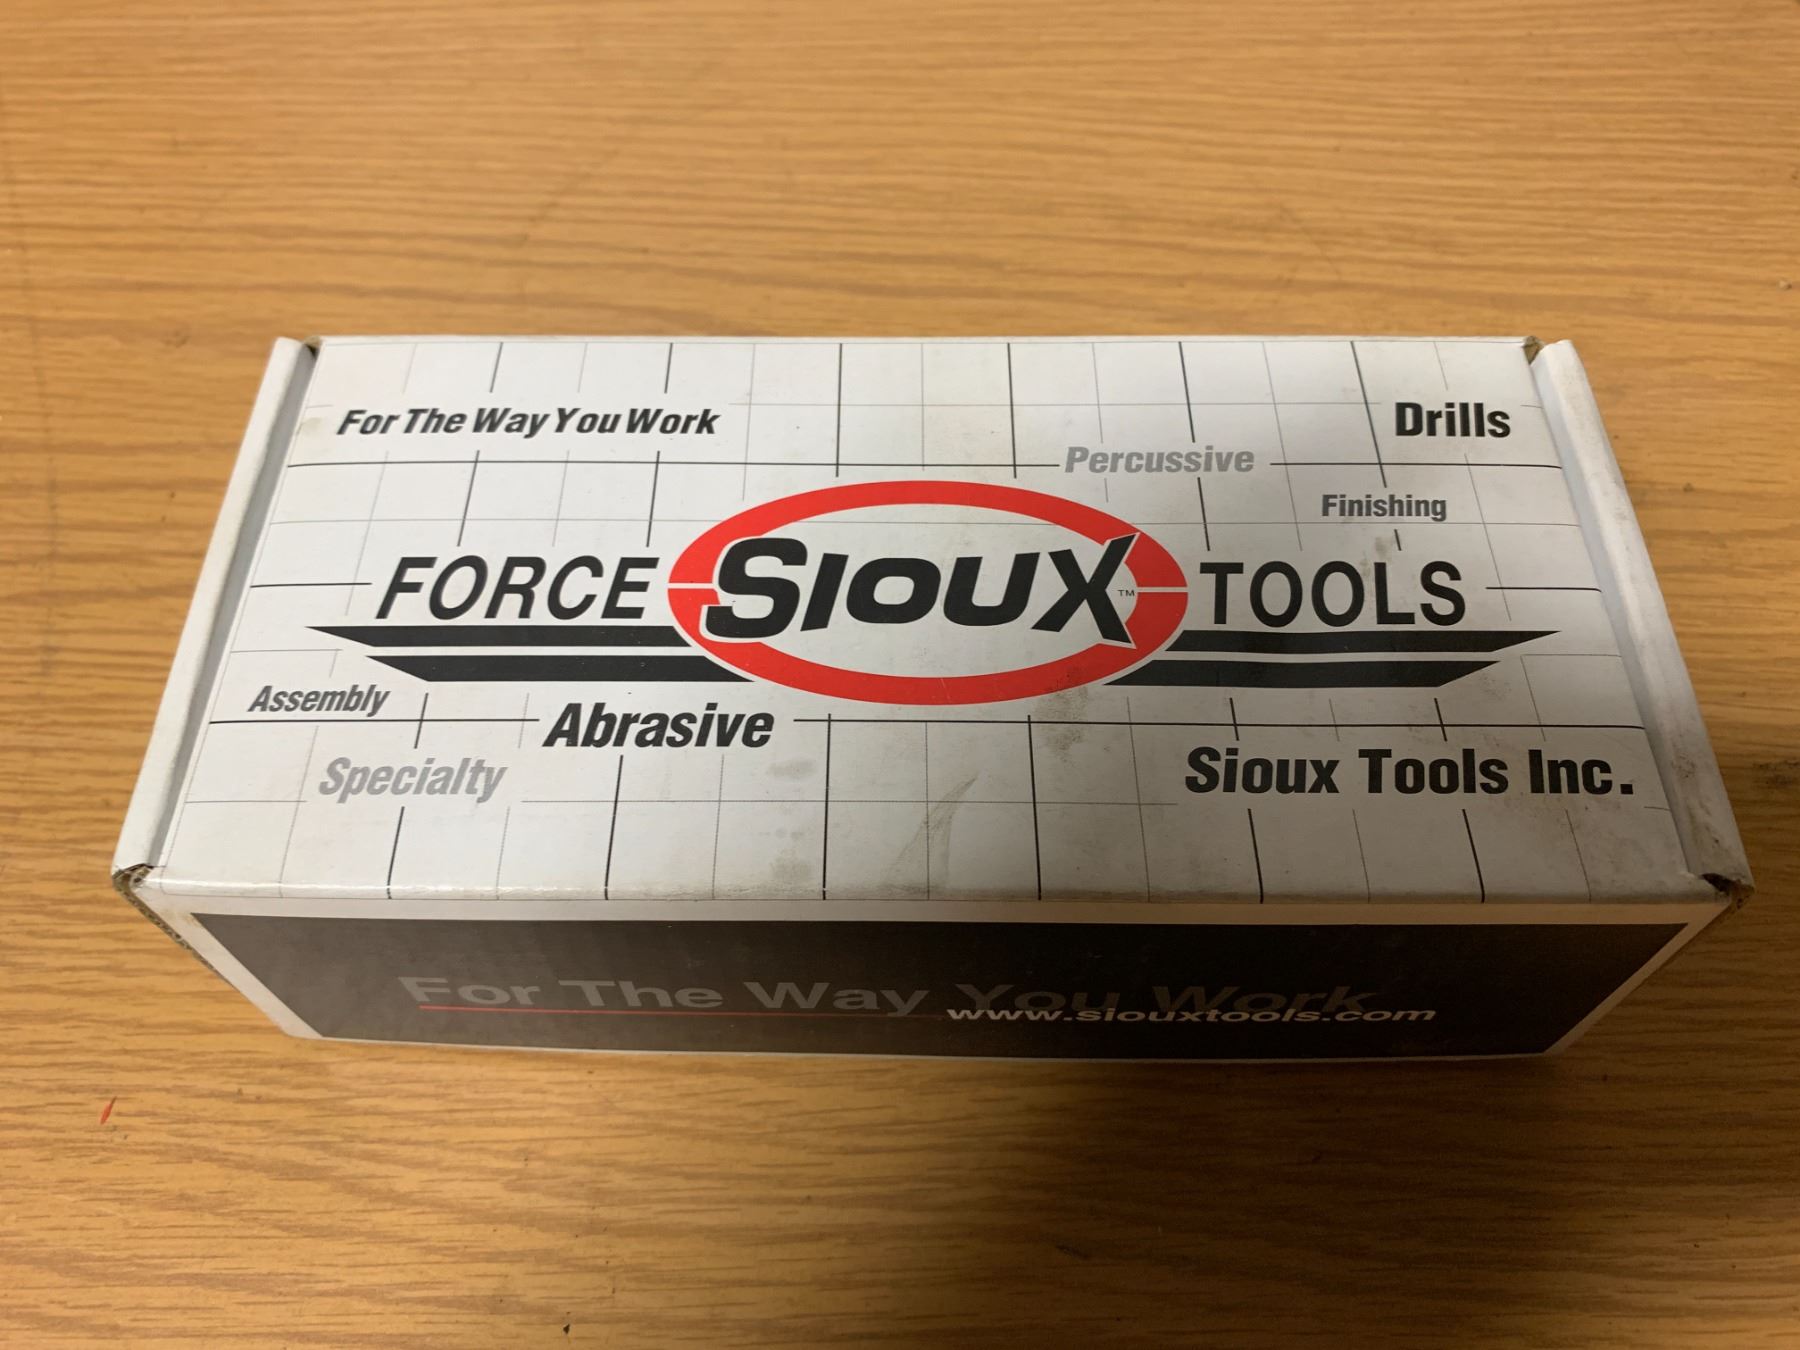 For The Way You Work
Drills
Percussive
Finishing
FORCE SIOUX™ TOOLS
Assembly
Abrasive
Specialty
Sioux Tools Inc.
For The Way You Work
www.siouxtools.com